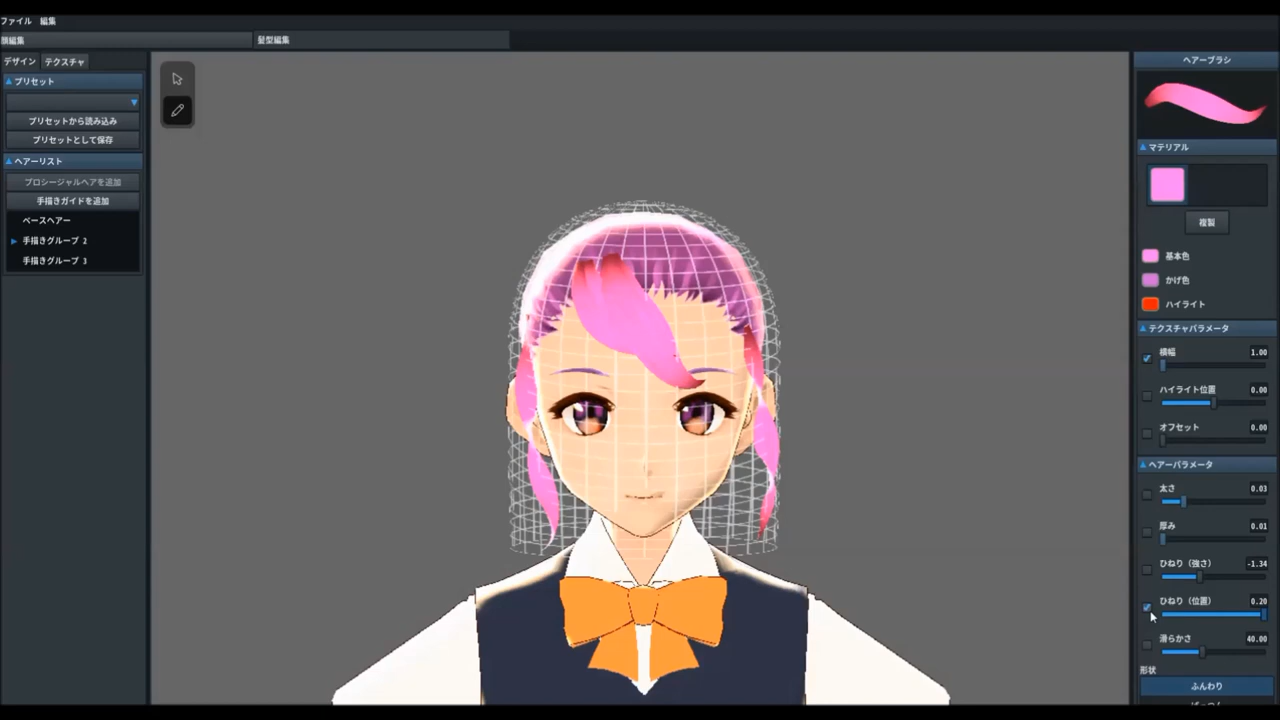 ファイル 編集
顔編集 髪型編集
デザイン テクスチャ
プリセット
プリセットから読み込み
プリセットとして保存
ヘアーリスト
プロシージャルヘアを追加
手描きガイドを追加
ベースヘアー
手描きグループ 2
手描きグループ 3
ヘアーブラシ
マテリアル
複製
基本色
かげ色
ハイライト
テクスチャパラメータ
横幅 1.00
ハイライト位置 0.00
オフセット 0.00
ヘアーパラメータ
太さ 0.03
厚み 0.01
ひねり（強さ） -1.34
ひねり（位置） 0.20
滑らかさ 40.00
形状
ふんわり